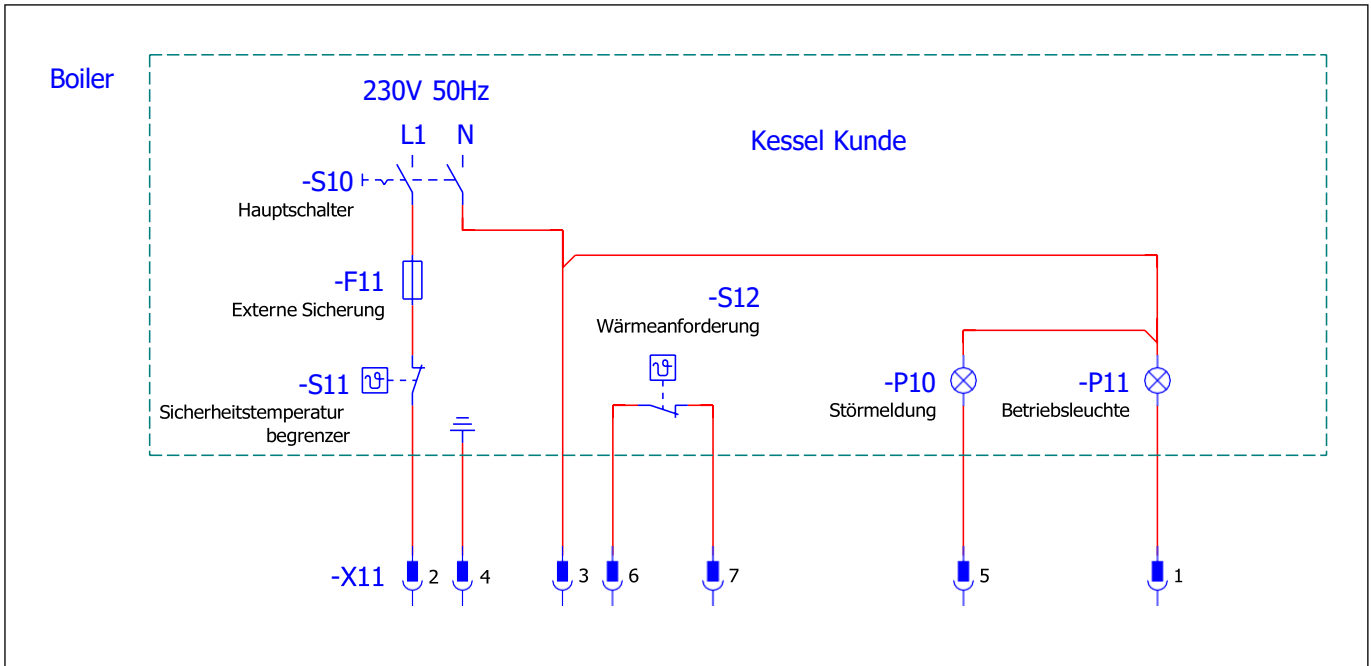 Boiler
230V 50Hz
L1 N
Kessel Kunde
-S10
Hauptschalter
-F11
Externe Sicherung
-S12
Wärmeanforderung
ϑ
-S11
ϑ
Sicherheitstemperatur
begrenzer
-P10
Störmeldung
-P11
Betriebsleuchte
-X11 2 4 3 6 7 5 1